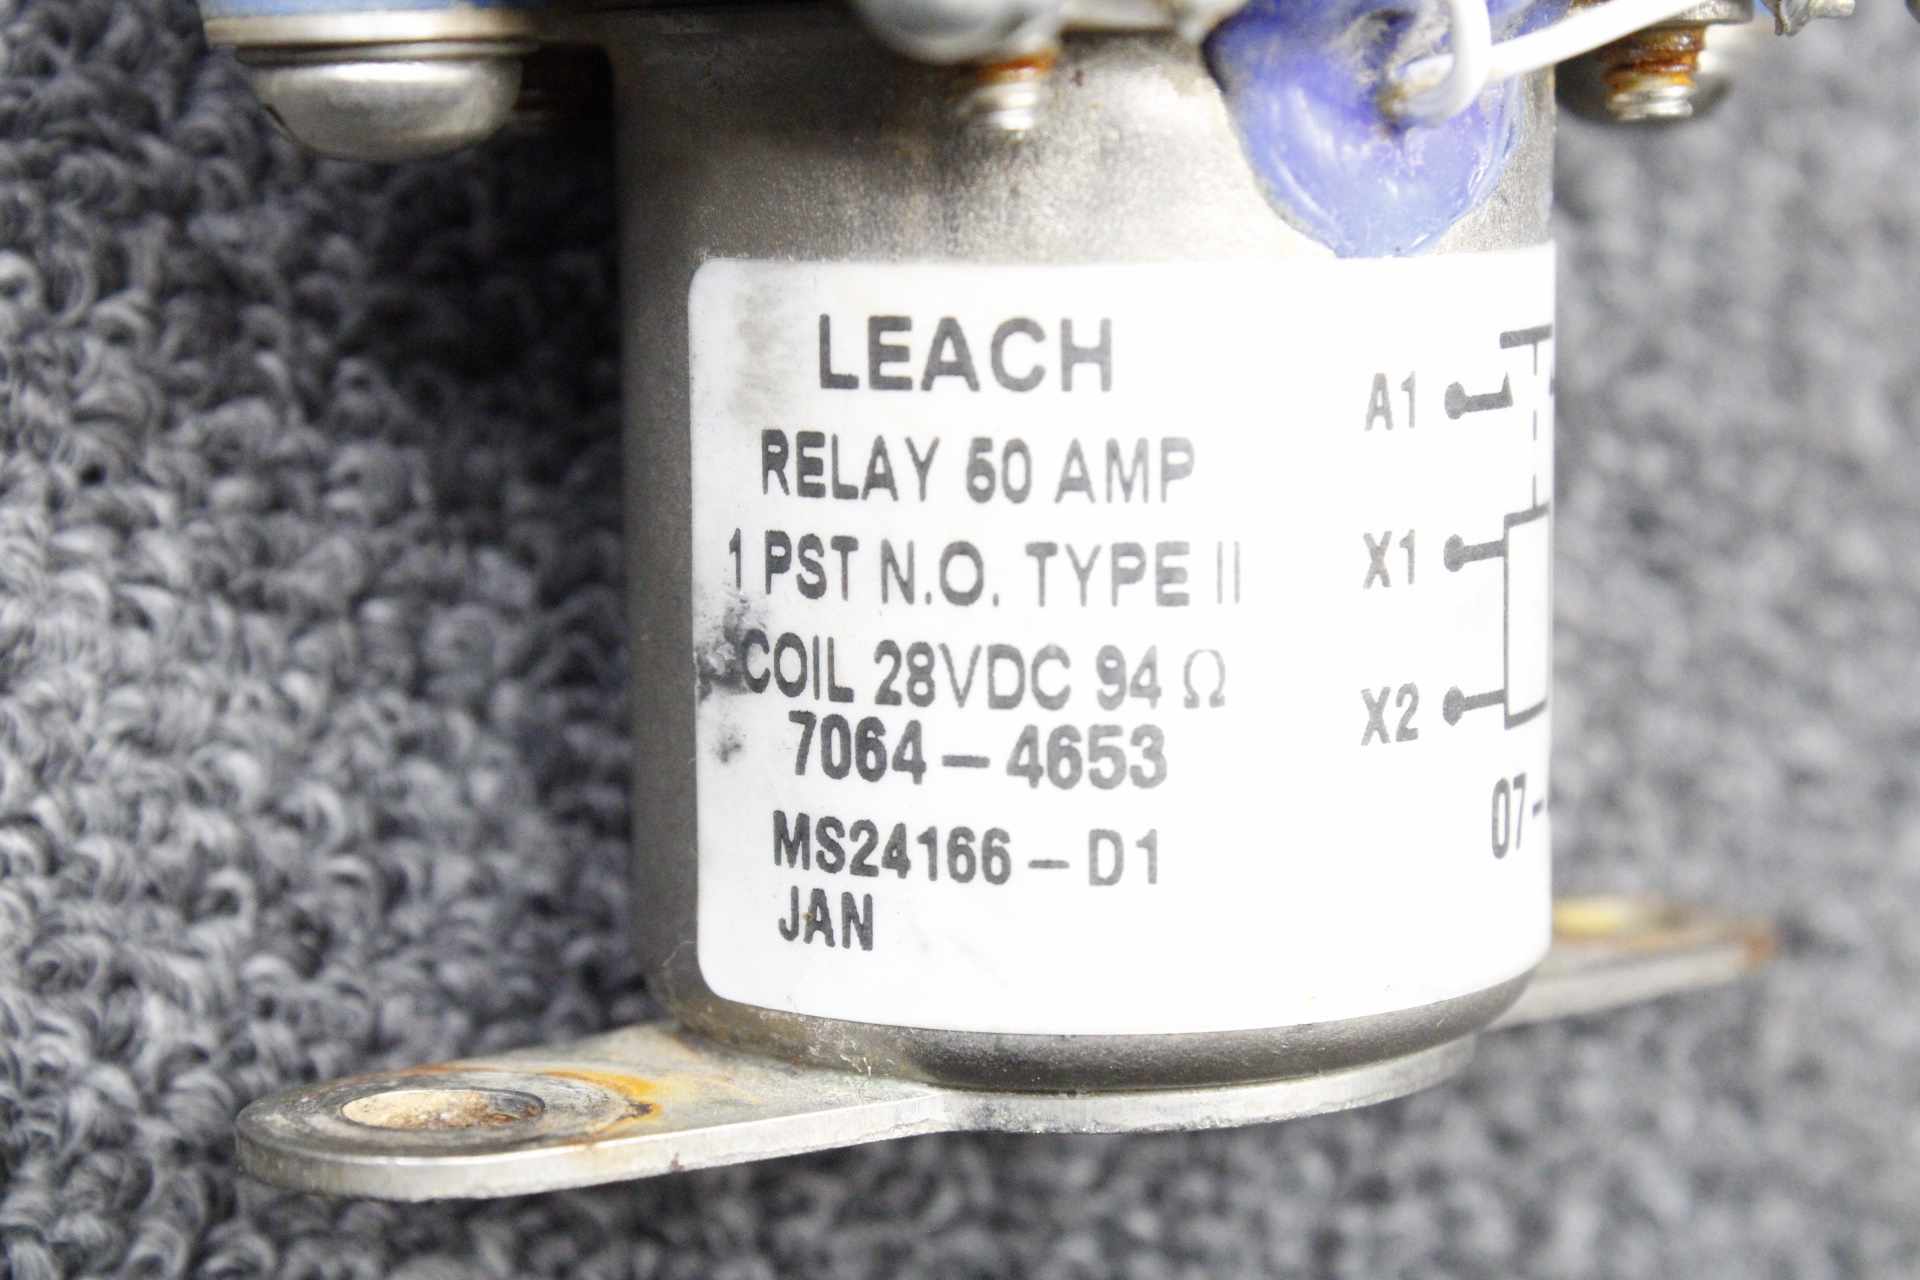 LEACH
RELAY 50 AMP
1 PST N.O. TYPE II
COIL 28VDC 94 Ω
7064-4653
MS24166-D1
JAN
A1
X1
X2
07-